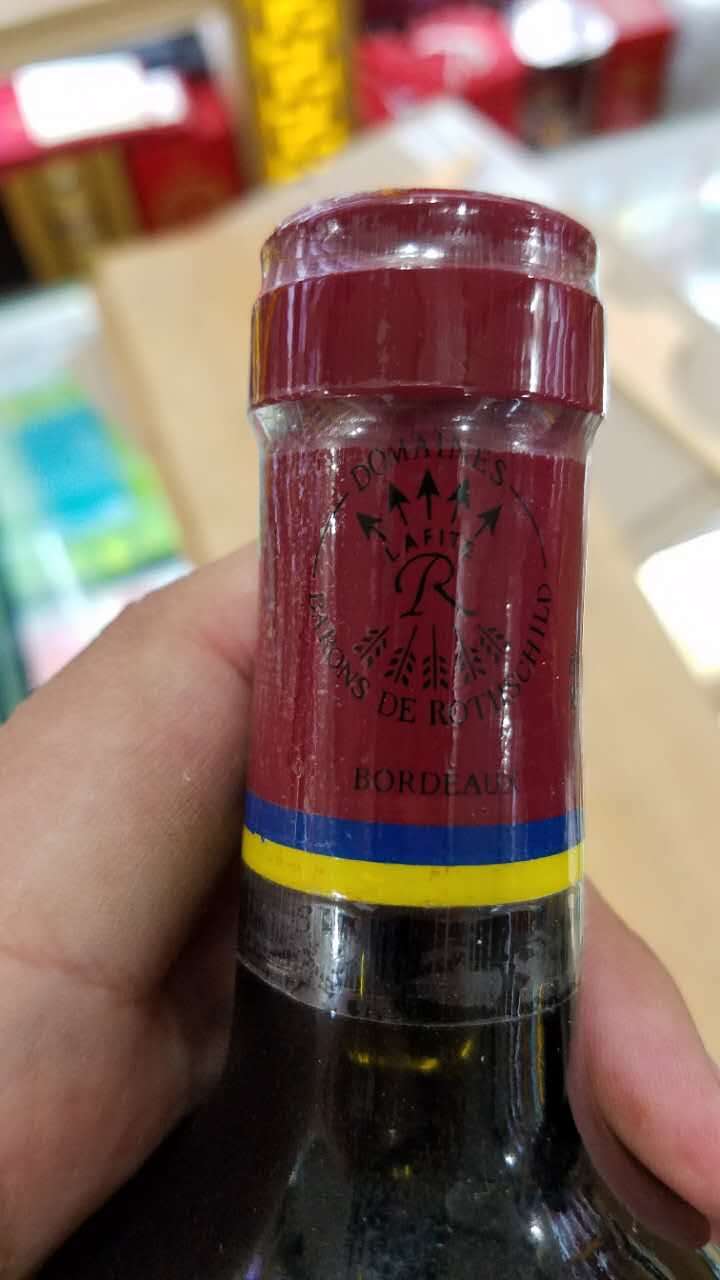 DOMAINES
LAFITE
R
BARONS DE ROTHSCHILD
BORDEAUX